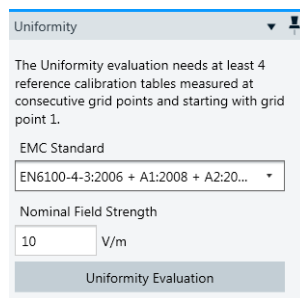 Uniformity
The Uniformity evaluation needs at least 4
reference calibration tables measured at
consecutive grid points and starting with grid
point 1.
EMC Standard
EN6100-4-3:2006 + A1:2008 + A2:20...
Nominal Field Strength
10 V/m
Uniformity Evaluation